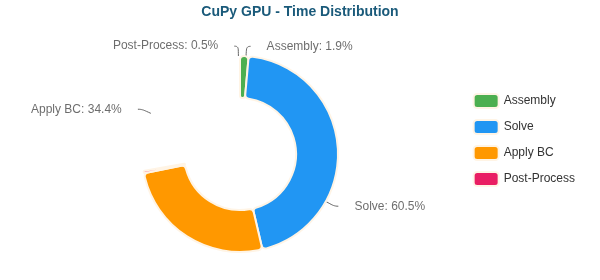 CuPy GPU - Time Distribution
Post-Process: 0.5%
Assembly: 1.9%
Apply BC: 34.4%
Solve: 60.5%
Assembly
Solve
Apply BC
Post-Process